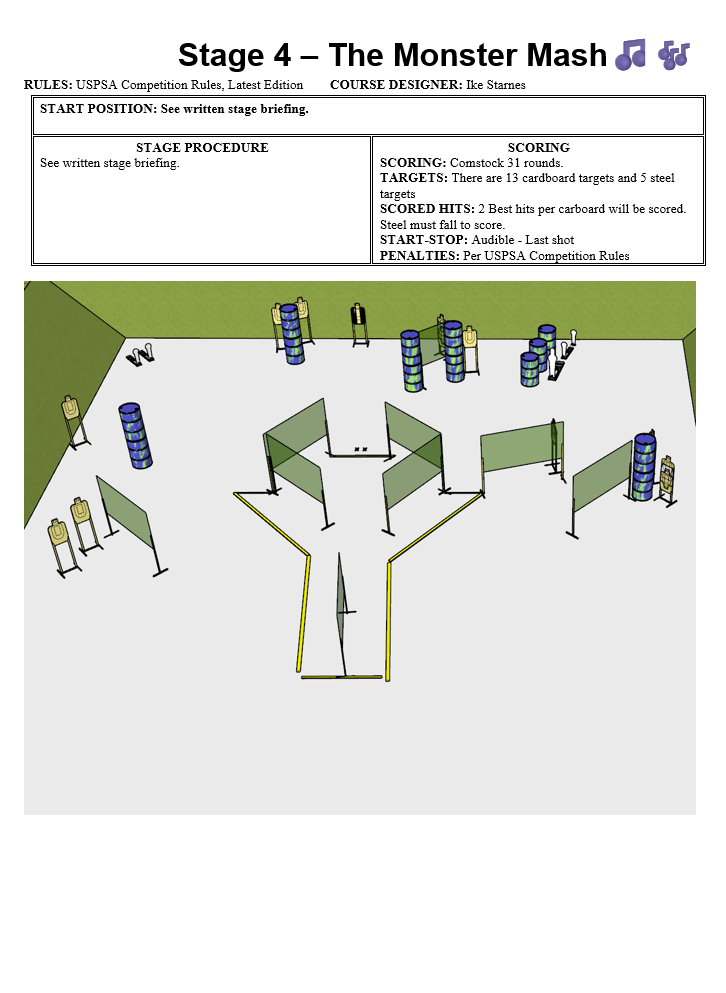 Stage 4 – The Monster Mash
RULES: USPSA Competition Rules, Latest Edition COURSE DESIGNER: Ike Starnes
START POSITION: See written stage briefing.
STAGE PROCEDURE
See written stage briefing.
SCORING
SCORING: Comstock 31 rounds.
TARGETS: There are 13 cardboard targets and 5 steel
targets
SCORED HITS: 2 Best hits per carboard will be scored.
Steel must fall to score.
START-STOP: Audible - Last shot
PENALTIES: Per USPSA Competition Rules